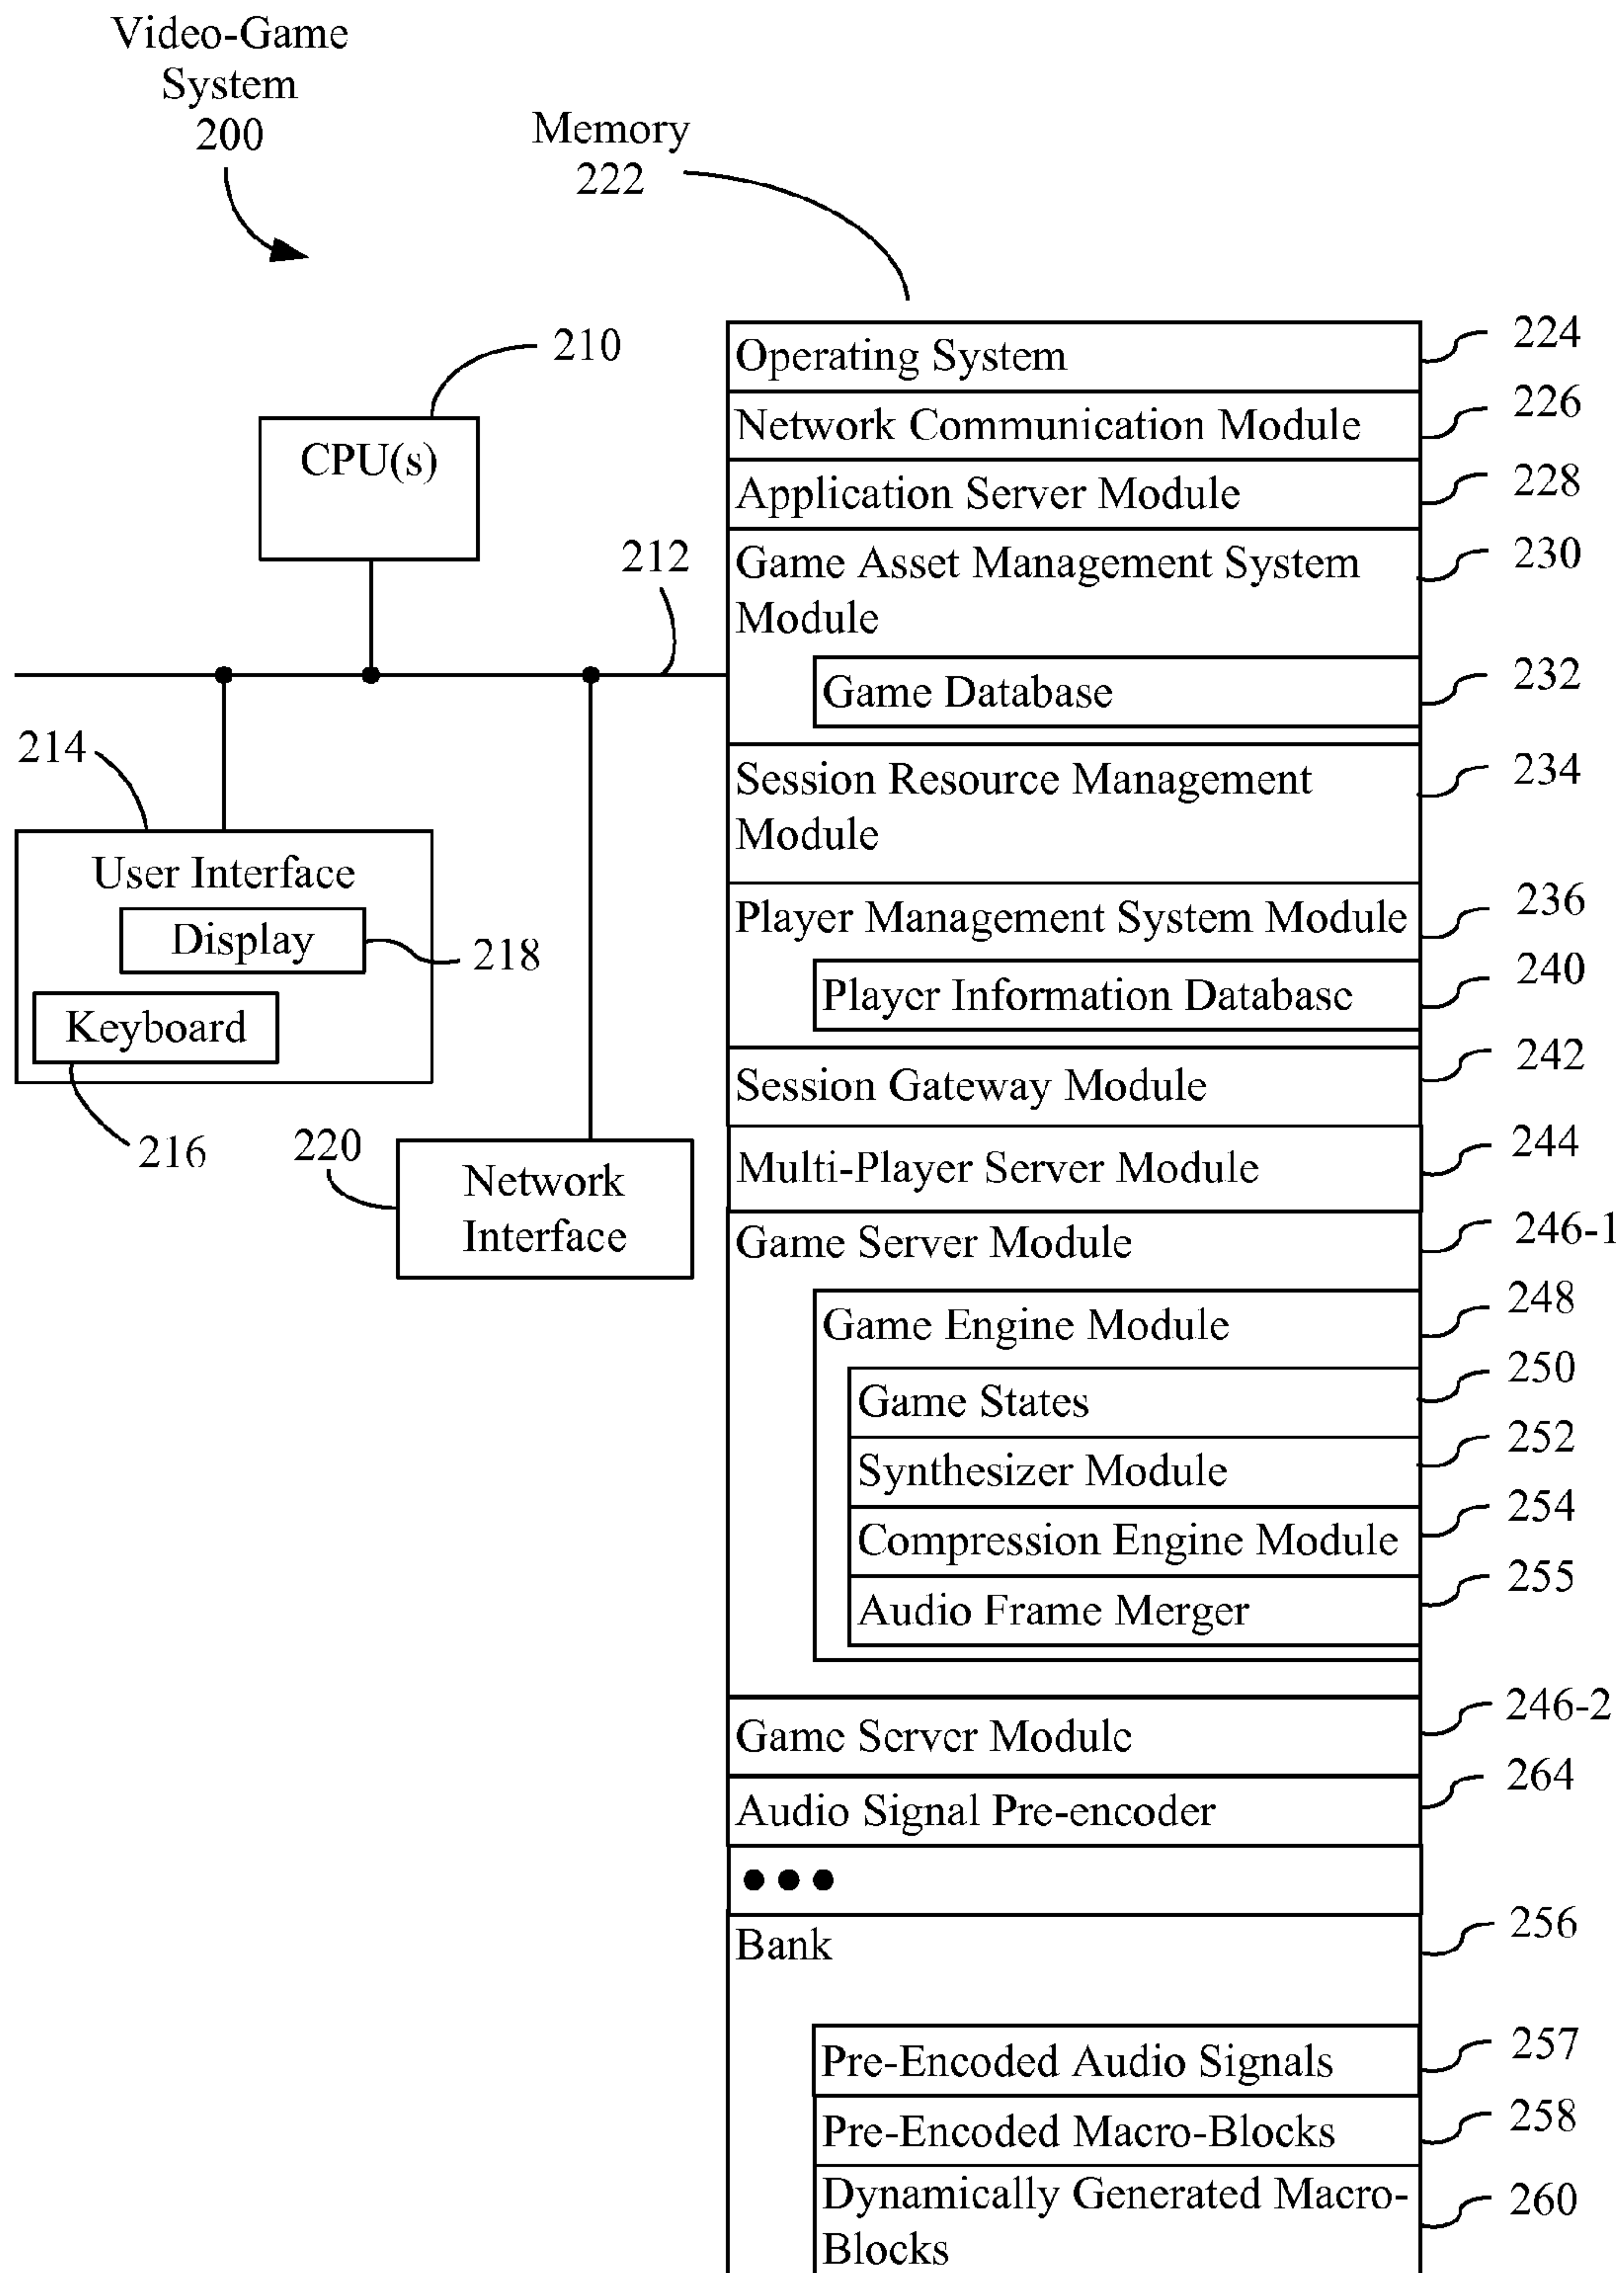 Video-Game
System
200
Memory
222
210
CPU(s)
212
214
User Interface
Display
218
Keyboard
216
220
Network
Interface
Operating System
224
Network Communication Module
226
Application Server Module
228
Game Asset Management System
Module
230
Game Database
232
Session Resource Management
Module
234
Player Management System Module
236
Player Information Database
240
Session Gateway Module
242
Multi-Player Server Module
244
Game Server Module
246-1
Game Engine Module
248
Game States
250
Synthesizer Module
252
Compression Engine Module
254
Audio Frame Merger
255
Game Server Module
246-2
Audio Signal Pre-encoder
264
•••
Bank
256
Pre-Encoded Audio Signals
257
Pre-Encoded Macro-Blocks
258
Dynamically Generated Macro-
Blocks
260